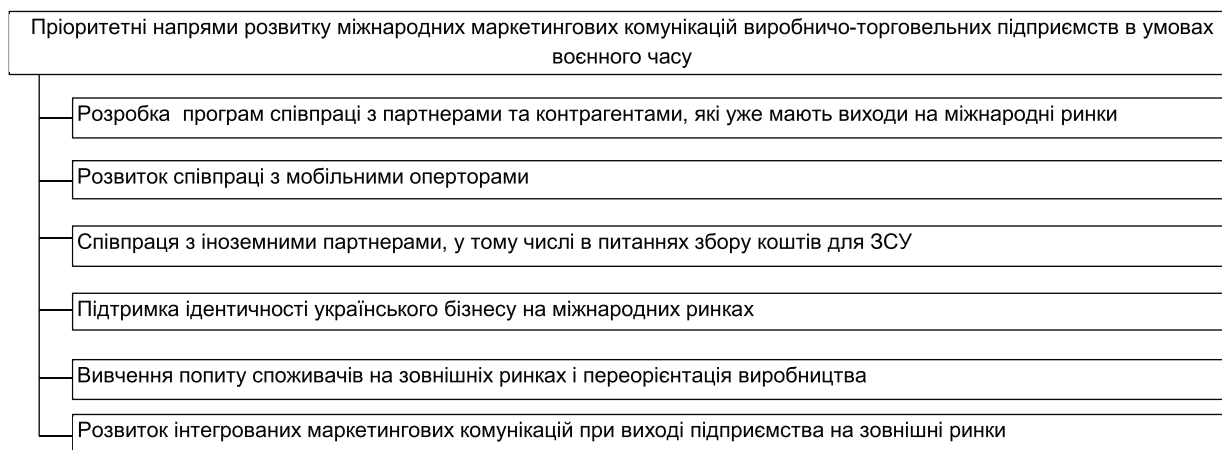 Пріоритетні напрями розвитку міжнародних маркетингових комунікацій виробничо-торговельних підприємств в умовах
воєнного часу
Розробка програм співпраці з партнерами та контрагентами, які уже мають виходи на міжнародні ринки
Розвиток співпраці з мобільними оперторами
Співпраця з іноземними партнерами, у тому числі в питаннях збору коштів для ЗСУ
Підтримка ідентичності українського бізнесу на міжнародних ринках
Вивчення попиту споживачів на зовнішніх ринках і переорієнтація виробництва
Розвиток інтегрованих маркетингових комунікацій при виході підприємства на зовнішні ринки